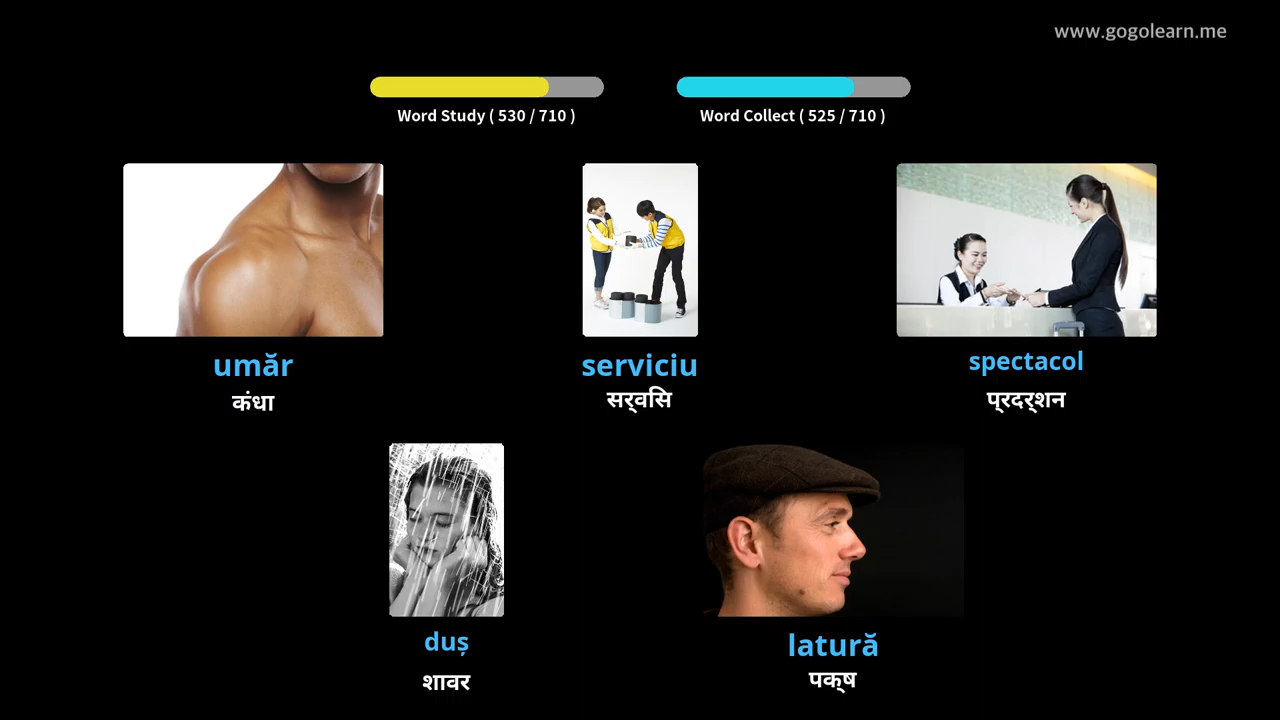 www.gogolearn.me
Word Study ( 530 / 710 )
Word Collect ( 525 / 710 )
umăr
कंधा
serviciu
सर्वसि
spectacol
प्रदर्शन
duș
शावर
latură
पक्ष